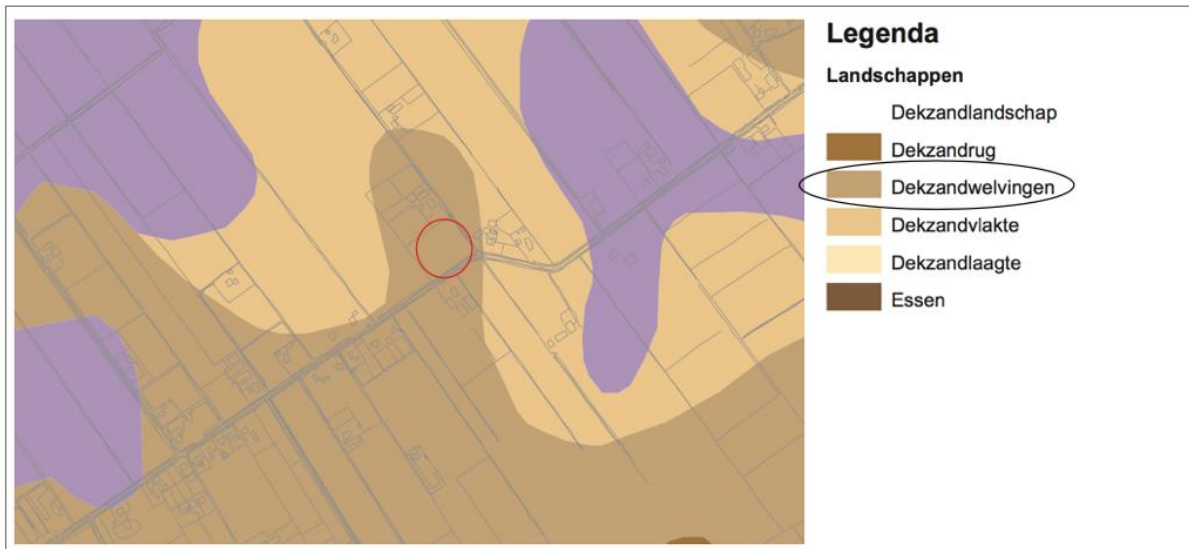 Legenda
Landschappen
Dekzandlandschap
Dekzandrug
Dekzandwelvingen
Dekzandvlakte
Dekzandlaagte
Essen